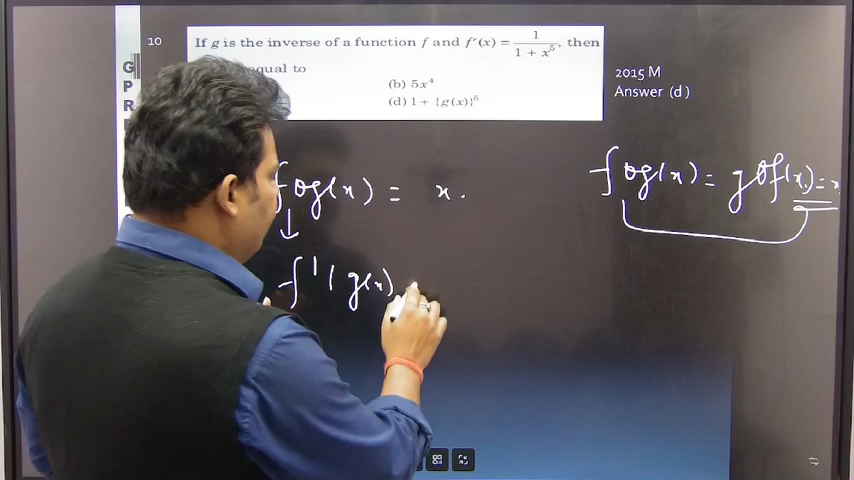 10
If g is the inverse of a function f and f′(x) = 1 / (1 + x⁵), then
equal to
(b) 5x⁴
(d) 1 + {g(x)}⁵
2015 M
Answer (d)
G
P
R
fog(x) = x.
fog(x) = gof(x) = x
f'(g(x)